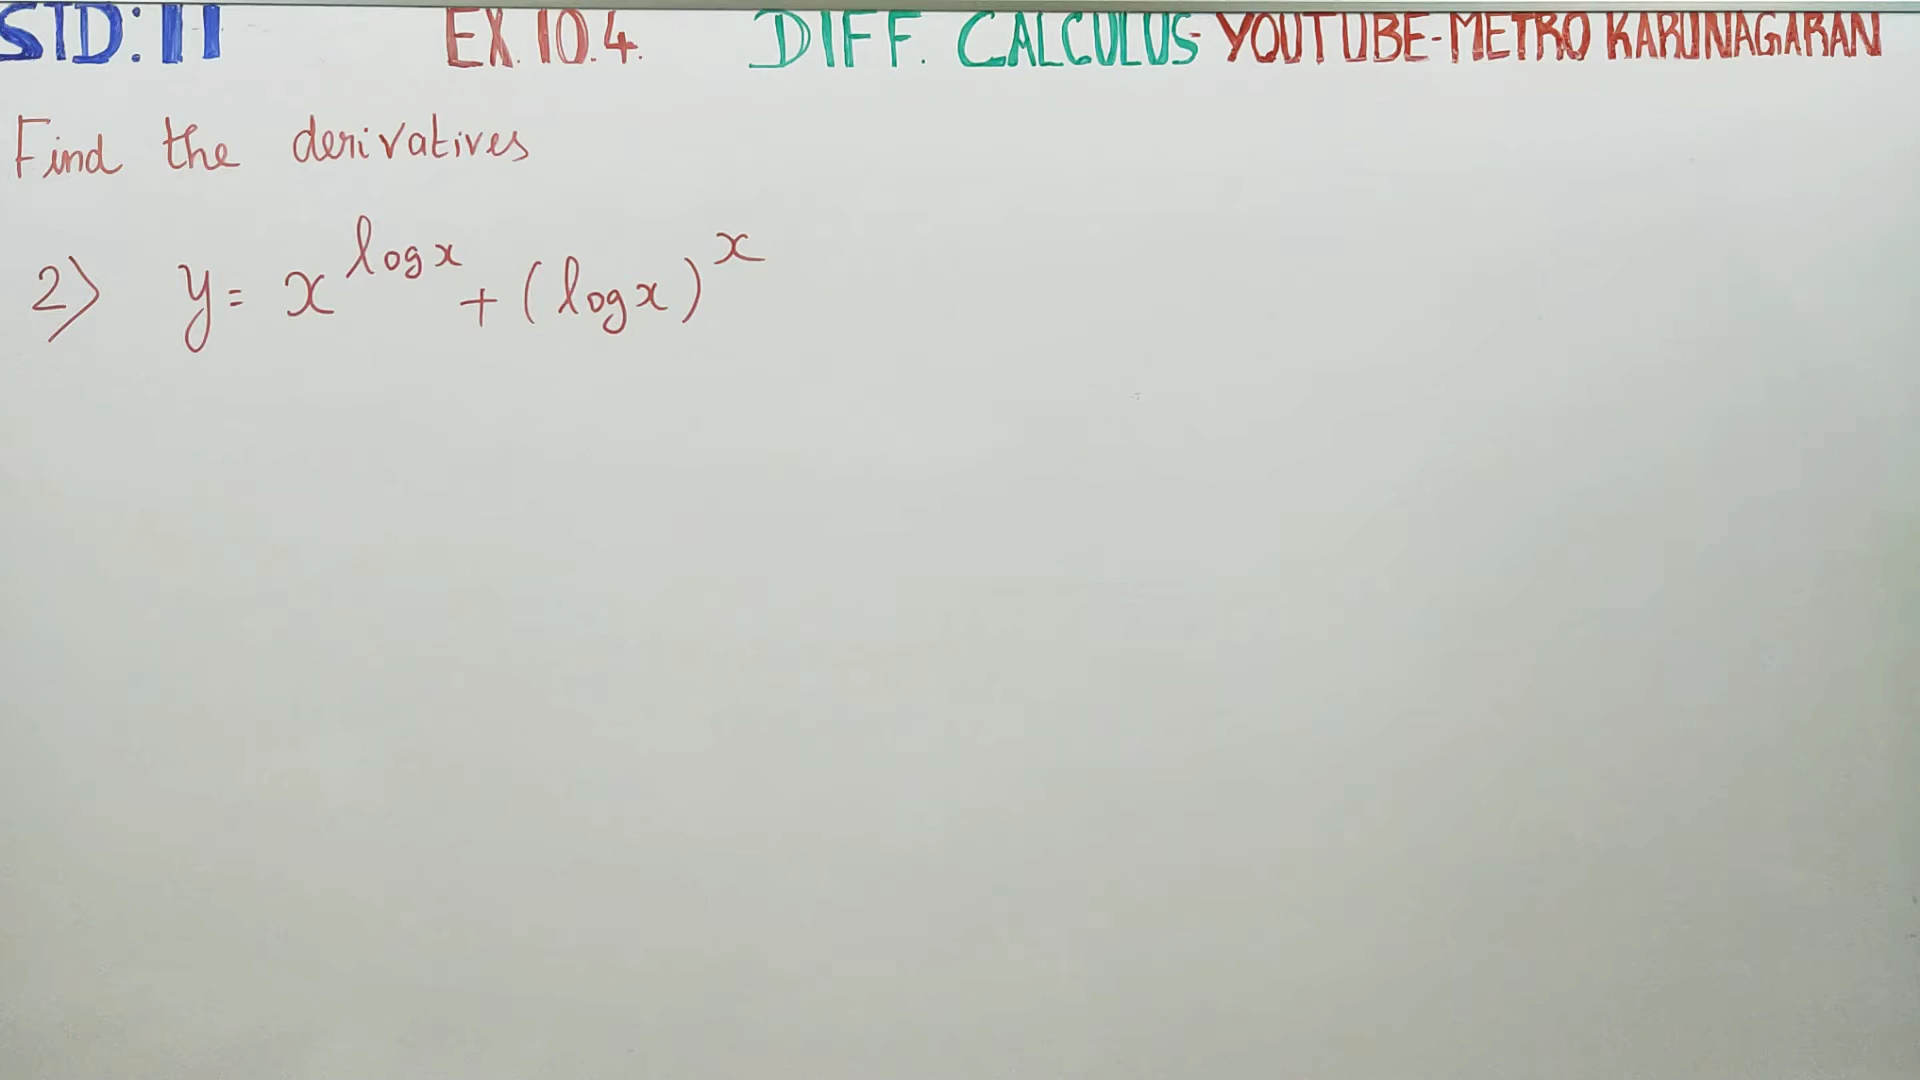 STD: 11 EX. 10.4. DIFF. CALCULUS- YOUTUBE-METRO KARUNAGARAN
Find the derivatives
2) y = x^{log x} + (log x)^x